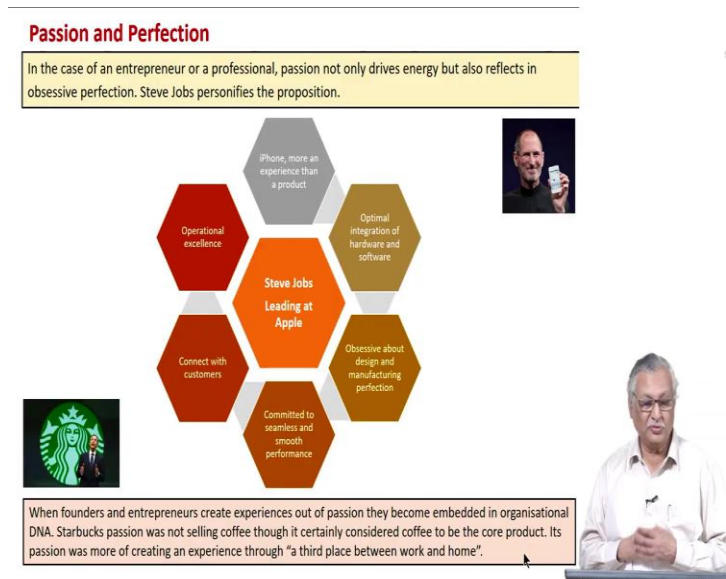 Passion and Perfection
In the case of an entrepreneur or a professional, passion not only drives energy but also reflects in
obsessive perfection. Steve Jobs personifies the proposition.
iPhone, more an
experience than
a product
Operational
excellence
Optimal
integration of
hardware and
software
Steve Jobs
Leading at
Apple
Connect with
customers
Obsessive about
design and
manufacturing
perfection
Committed to
seamless and
smooth
performance
When founders and entrepreneurs create experiences out of passion they become embedded in organisational
DNA. Starbucks passion was not selling coffee though it certainly considered coffee to be the core product. Its
passion was more of creating an experience through “a third place between work and home”.